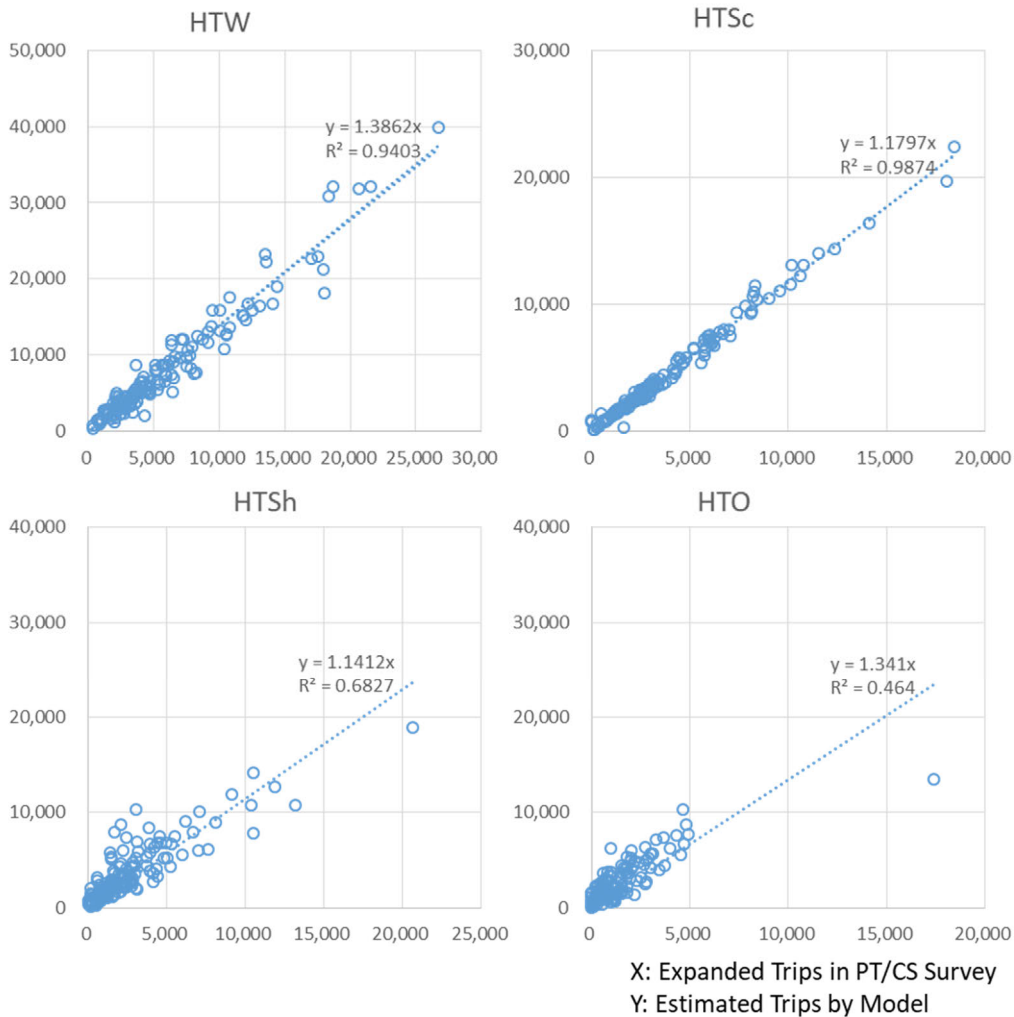 HTW
50,000
40,000
30,000
20,000
10,000
0
y = 1.3862x
R² = 0.9403
0 5,000 10,000 15,000 20,000 25,000 30,00
HTSc
30,000
20,000
10,000
0
y = 1.1797x
R² = 0.9874
0 5,000 10,000 15,000 20,000
HTSh
40,000
30,000
20,000
10,000
0
y = 1.1412x
R² = 0.6827
0 5,000 10,000 15,000 20,000 25,000
HTO
40,000
30,000
20,000
10,000
0
y = 1.341x
R² = 0.464
0 5,000 10,000 15,000 20,000
X: Expanded Trips in PT/CS Survey
Y: Estimated Trips by Model